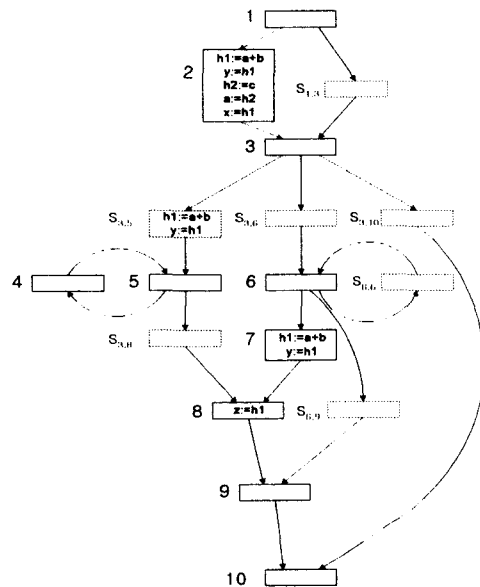 1
2
h1:=a+b
y:=h1
h2:=c
a:=h2
x:=h1
S1,3
3
S3,5
h1:=a+b
y:=h1
S3,6
S3,10
4
5
6
S6,6
S3,8
7
h1:=a+b
y:=h1
8
z:=h1
S6,9
9
10